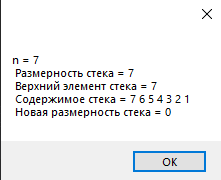 n = 7
Размерность стека = 7
Верхний элемент стека = 7
Содержимое стека = 7 6 5 4 3 2 1
Новая размерность стека = 0
OK